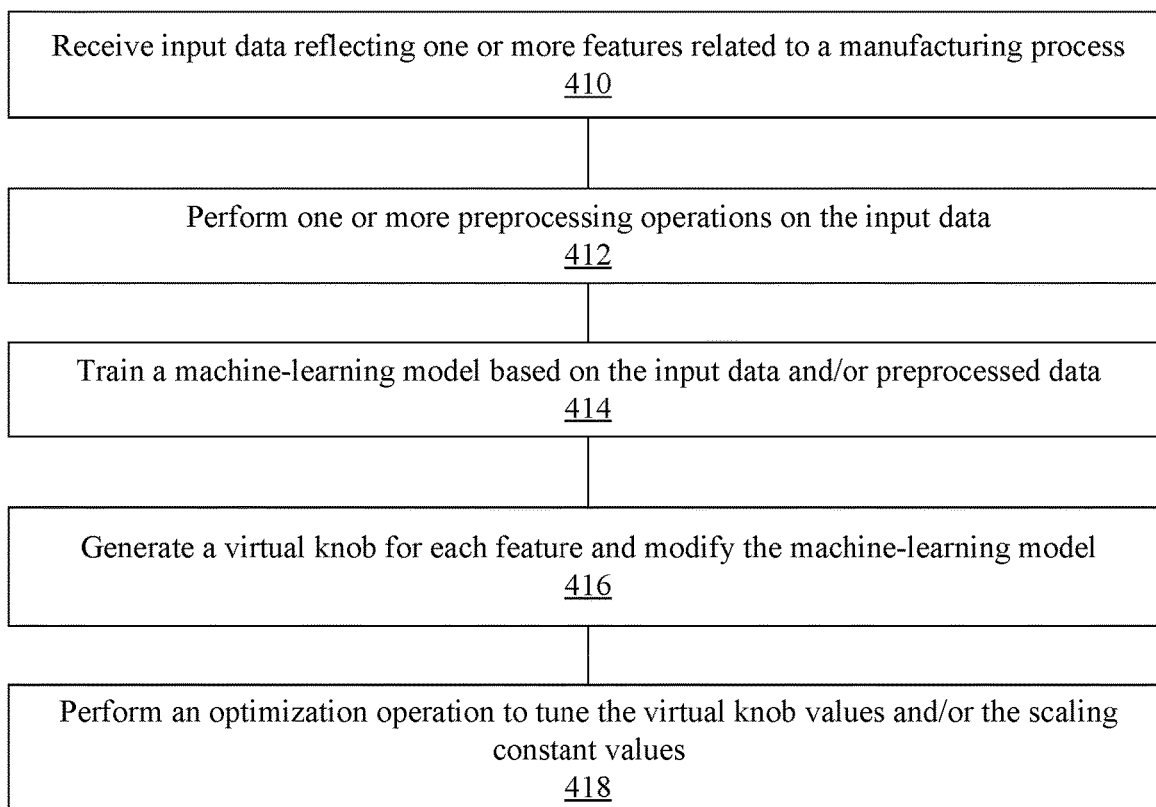 Receive input data reflecting one or more features related to a manufacturing process
410
Perform one or more preprocessing operations on the input data
412
Train a machine-learning model based on the input data and/or preprocessed data
414
Generate a virtual knob for each feature and modify the machine-learning model
416
Perform an optimization operation to tune the virtual knob values and/or the scaling
constant values
418